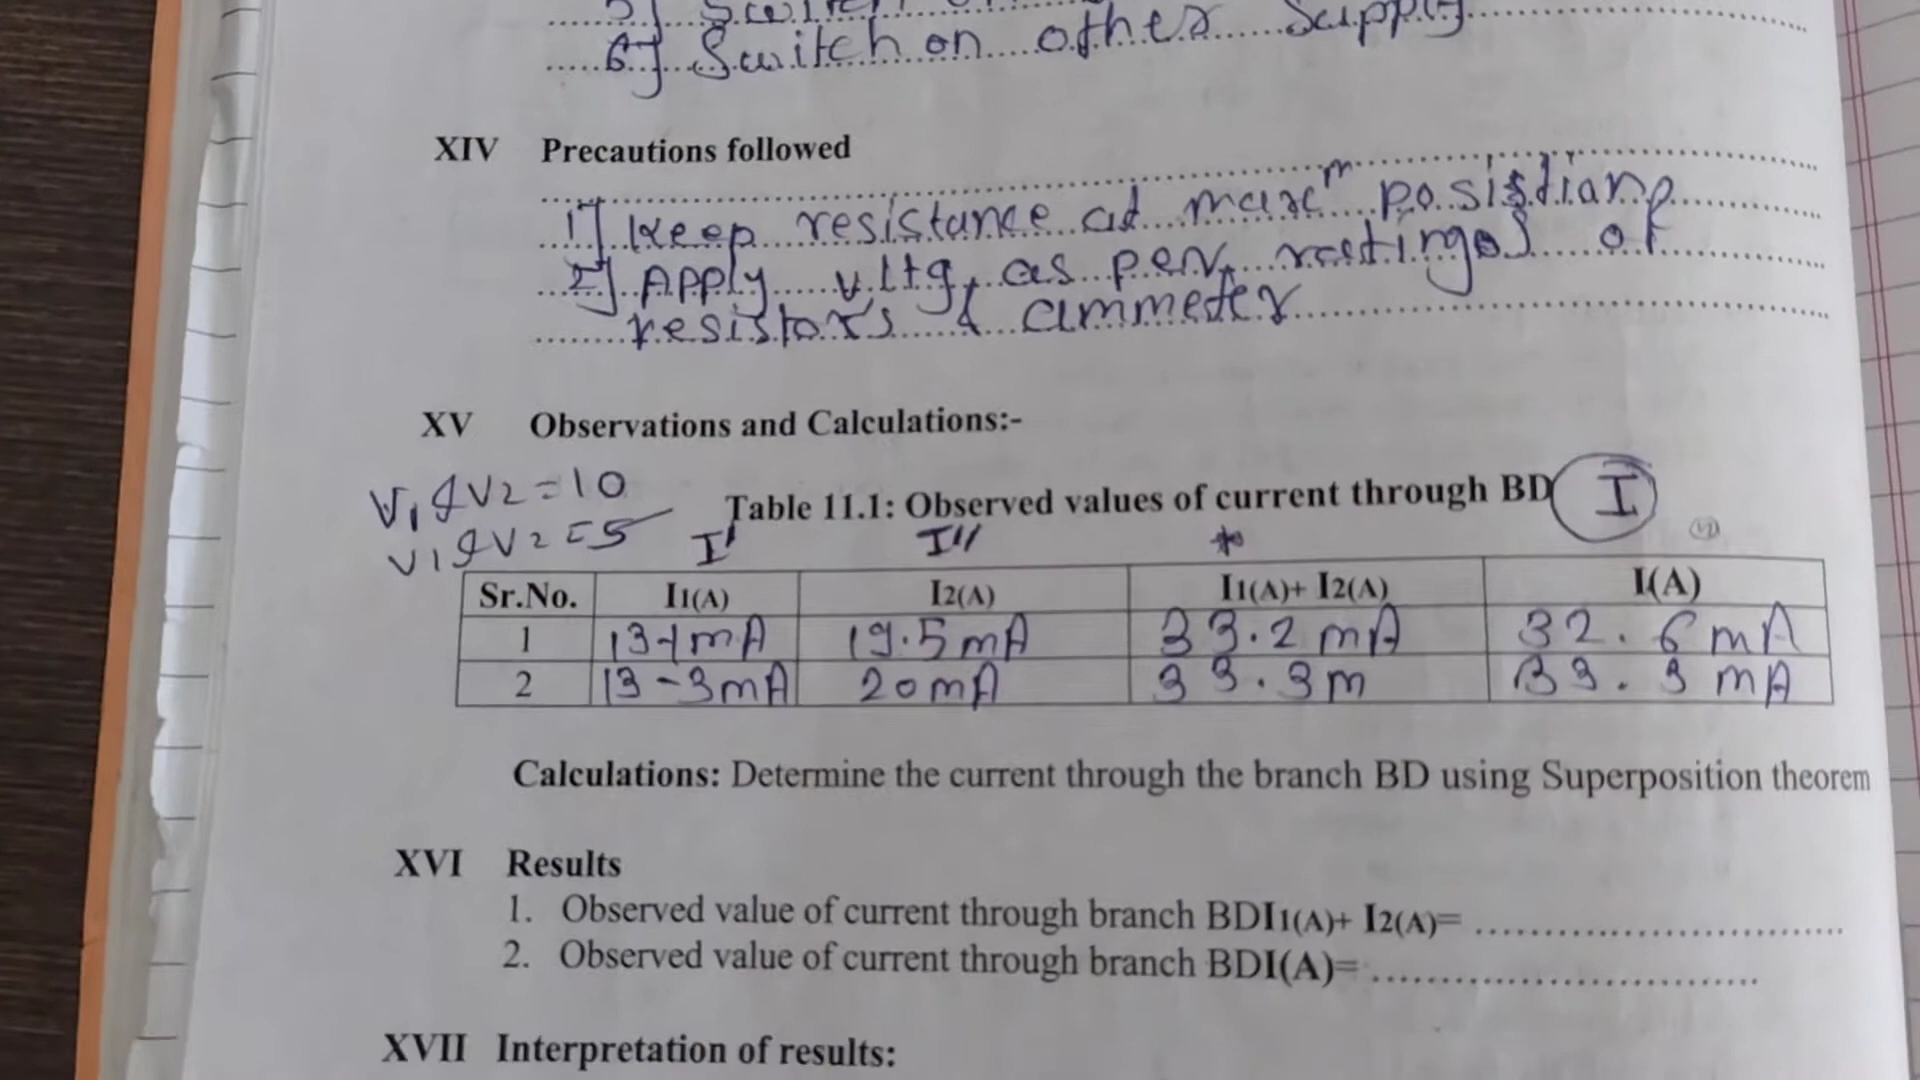 6] Switch on other supply
XIV Precautions followed
1] keep resistance at maxm position
2] Apply vltg, as per ratings of
resistors & ammeter
XV Observations and Calculations:-
V1 & V2 = 10
V1 & V2 = 5
Table 11.1: Observed values of current through BD I
I' I''
Sr.No. I1(A) I2(A) I1(A)+ I2(A) I(A)
1 13-1mA 19.5mA 33.2mA 32.6mA
2 13-3mA 20mA 33.3m 33.3mA
Calculations: Determine the current through the branch BD using Superposition theorem
XVI Results
1. Observed value of current through branch BDI1(A)+ I2(A)= ................................
2. Observed value of current through branch BDI(A)= ................................
XVII Interpretation of results: